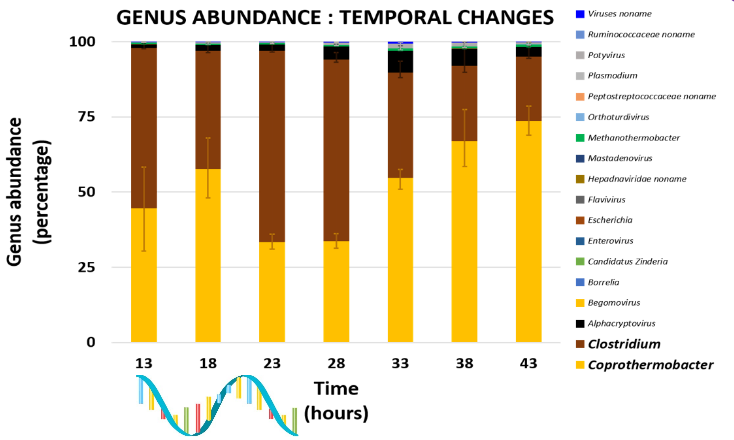 GENUS ABUNDANCE : TEMPORAL CHANGES
Genus abundance
(percentage)
100
75
50
25
0
13 18 23 28 33 38 43
Time
(hours)
Viruses noname
Ruminococcaceae noname
Potyvirus
Plasmodium
Peptostreptococcaceae noname
Orthoturdivirus
Methanothermobacter
Mastadenovirus
Hepadnaviridae noname
Flavivirus
Escherichia
Enterovirus
Candidatus Zinderia
Borrelia
Begomovirus
Alphacryptovirus
Clostridium
Coprothermobacter